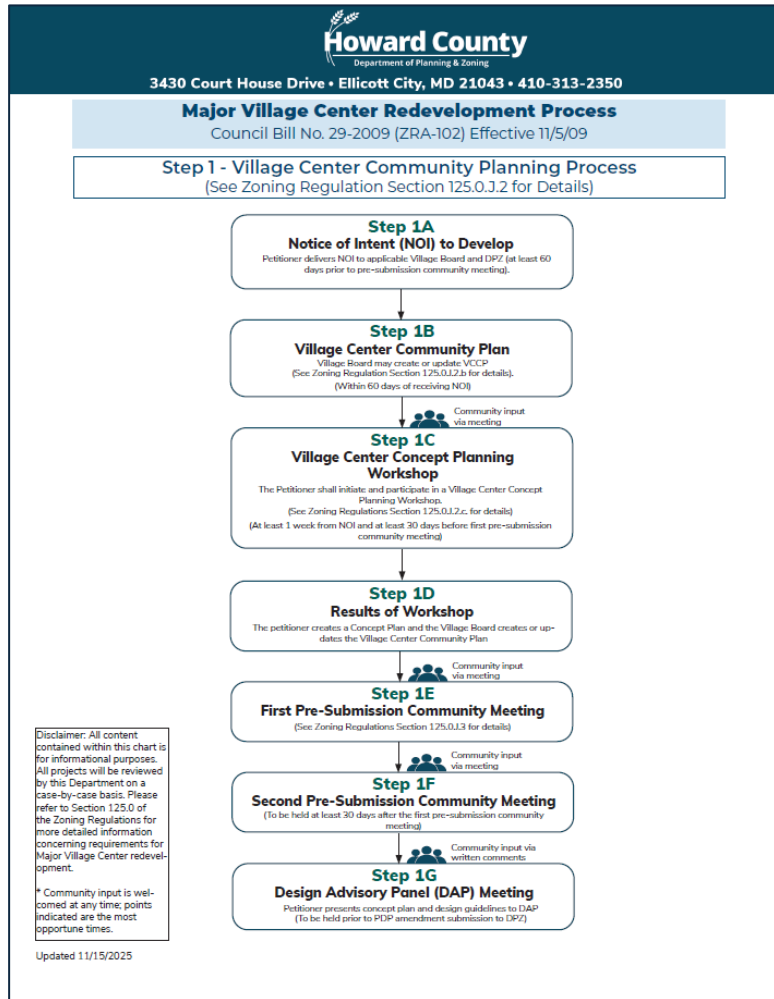 Howard County
Department of Planning & Zoning
3430 Court House Drive • Ellicott City, MD 21043 • 410-313-2350
Major Village Center Redevelopment Process
Council Bill No. 29-2009 (ZRA-102) Effective 11/5/09
Step 1 - Village Center Community Planning Process
(See Zoning Regulation Section 125.0.J.2 for Details)
Step 1A
Notice of Intent (NOI) to Develop
Petitioner delivers NOI to applicable Village Board and DPZ (at least 60
days prior to pre-submission community meeting).
Step 1B
Village Center Community Plan
Village Board may create or update VCCP
(See Zoning Regulation Section 125.0.J.2.b for details).
(Within 60 days of receiving NOI)
Community input
via meeting
Step 1C
Village Center Concept Planning
Workshop
The Petitioner shall initiate and participate in a Village Center Concept
Planning Workshop.
(See Zoning Regulations Section 125.0.J.2.c. for details)
(At least 1 week from NOI and at least 30 days before first pre-submission
community meeting)
Step 1D
Results of Workshop
The petitioner creates a Concept Plan and the Village Board creates or up-
dates the Village Center Community Plan
Community input
via meeting
Step 1E
First Pre-Submission Community Meeting
(See Zoning Regulations Section 125.0.J.3 for details)
Community input
via meeting
Step 1F
Second Pre-Submission Community Meeting
(To be held at least 30 days after the first pre-submission community
meeting)
Community input via
written comments
Step 1G
Design Advisory Panel (DAP) Meeting
Petitioner presents concept plan and design guidelines to DAP
(To be held prior to PDP amendment submission to DPZ)
Disclaimer: All content
contained within this chart is
for informational purposes.
All projects will be reviewed
by this Department on a
case-by-case basis. Please
refer to Section 125.0 of
the Zoning Regulations for
more detailed information
concerning requirements for
Major Village Center redevel-
opment.
* Community input is wel-
comed at any time; points
indicated are the most
opportune times.
Updated 11/15/2025